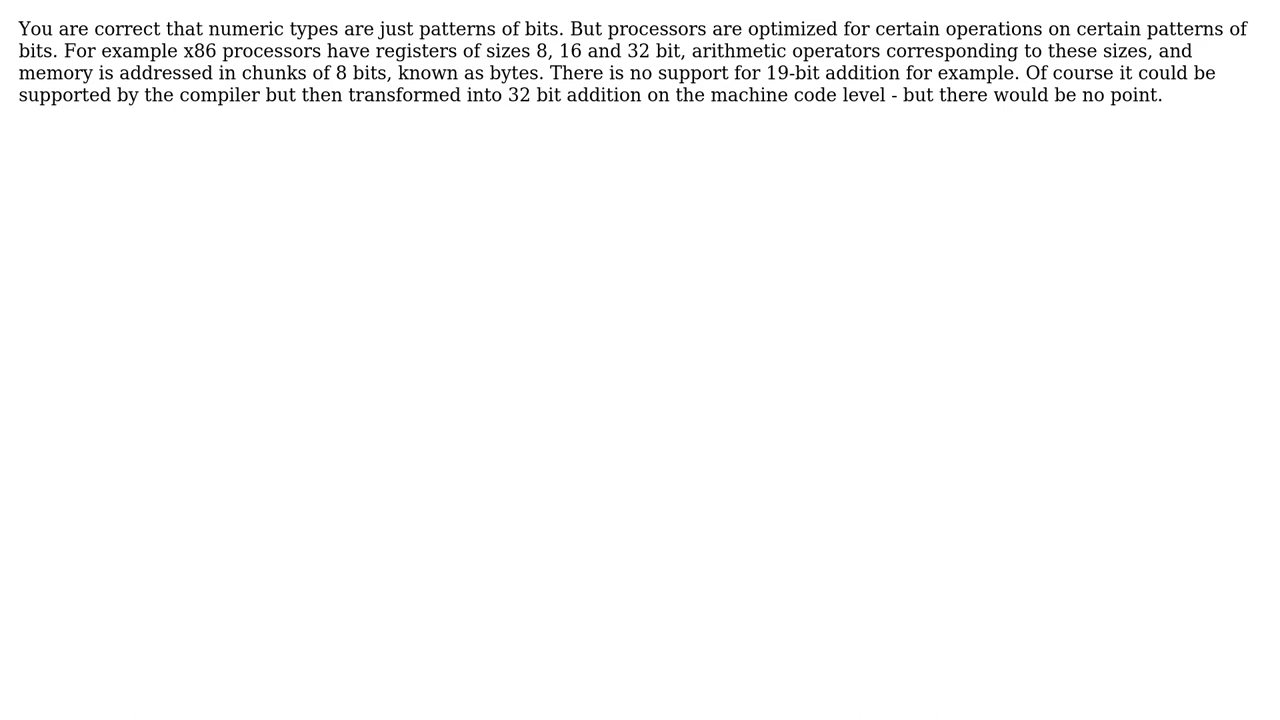 You are correct that numeric types are just patterns of bits. But processors are optimized for certain operations on certain patterns of
bits. For example x86 processors have registers of sizes 8, 16 and 32 bit, arithmetic operators corresponding to these sizes, and
memory is addressed in chunks of 8 bits, known as bytes. There is no support for 19-bit addition for example. Of course it could be
supported by the compiler but then transformed into 32 bit addition on the machine code level - but there would be no point.